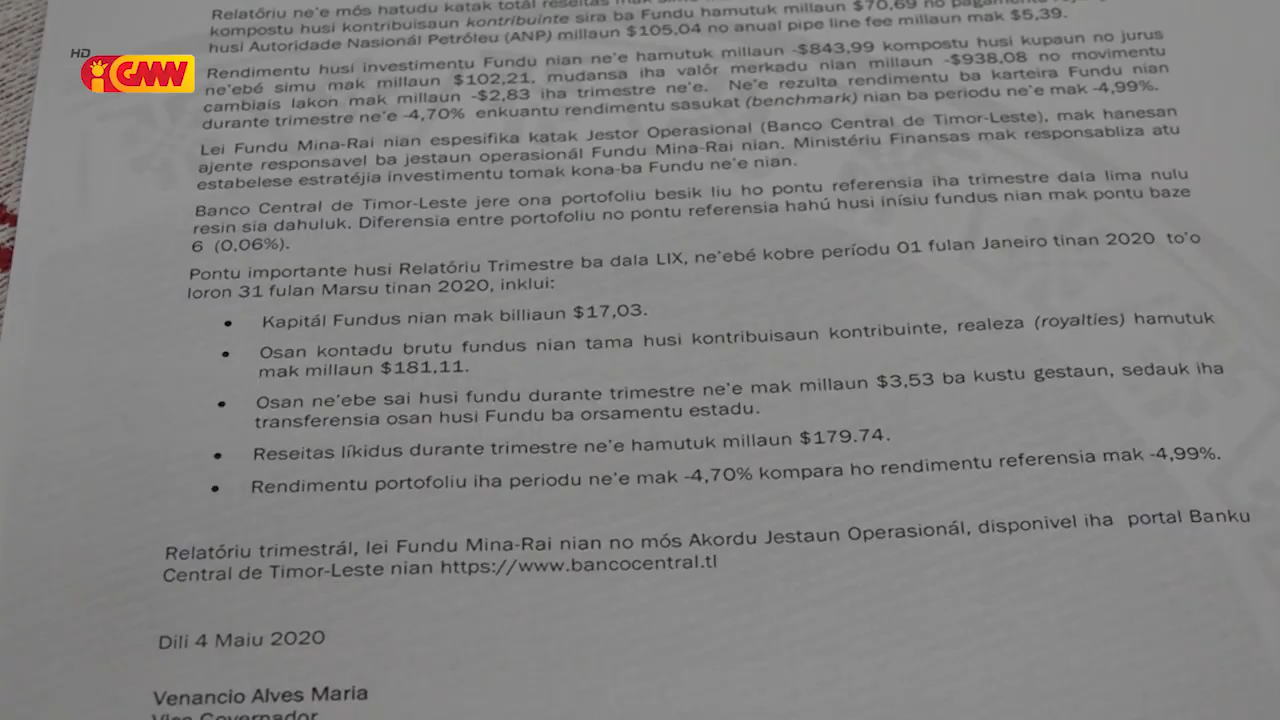 Relatóriu ne'e mós hatudu katak totál reseitas mak
kompostu husi kontribuisaun kontribuinte sira ba Fundu hamutuk millaun $70,69 no
husi Autoridade Nasionál Petróleu (ANP) millaun $105,04 no anual pipe line fee millaun mak $5,39.
HD
GMN
Rendimentu husi investimentu Fundu nian ne'e hamutuk millaun -$843,99 kompostu husi kupaun no jurus
ne'ebé simu mak millaun $102,21, mudansa iha valór merkadu nian millaun -$938,08 no movimentu
cambiais lakon mak millaun -$2,83 iha trimestre ne'e. Ne'e rezulta rendimentu ba karteira Fundu nian
durante trimestre ne'e -4,70% enkuantu rendimentu sasukat (benchmark) nian ba periodu ne'e mak -4,99%.
Lei Fundu Mina-Rai nian espesifika katak Jestor Operasional (Banco Central de Timor-Leste), mak hanesan
ajente responsavel ba jestaun operasionál Fundu Mina-Rai nian. Ministériu Finansas mak responsabliza atu
estabelese estratéjia investimentu tomak kona-ba Fundu ne'e nian.
Banco Central de Timor-Leste jere ona portofoliu besik liu ho pontu referensia iha trimestre dala lima nulu
resin sia dahuluk. Diferensia entre portofoliu no pontu referensia hahú husi inísiu fundus nian mak pontu baze
6 (0,06%).
Pontu importante husi Relatóriu Trimestre ba dala LIX, ne'ebé kobre períodu 01 fulan Janeiro tinan 2020 to'o
loron 31 fulan Marsu tinan 2020, inklui:
• Kapitál Fundus nian mak billiaun $17,03.
• Osan kontadu brutu fundus nian tama husi kontribuisaun kontribuinte, realeza (royalties) hamutuk
mak millaun $181,11.
• Osan ne'ebe sai husi fundu durante trimestre ne'e mak millaun $3,53 ba kustu gestaun, sedauk iha
transferensia osan husi Fundu ba orsamentu estadu.
• Reseitas líkidus durante trimestre ne'e hamutuk millaun $179.74.
• Rendimentu portofoliu iha periodu ne'e mak -4,70% kompara ho rendimentu referensia mak -4,99%.
Relatóriu trimestrál, lei Fundu Mina-Rai nian no mós Akordu Jestaun Operasionál, disponivel iha portal Banku
Central de Timor-Leste nian https://www.bancocentral.tl
Dili 4 Maiu 2020
Venancio Alves Maria
Vice Governador